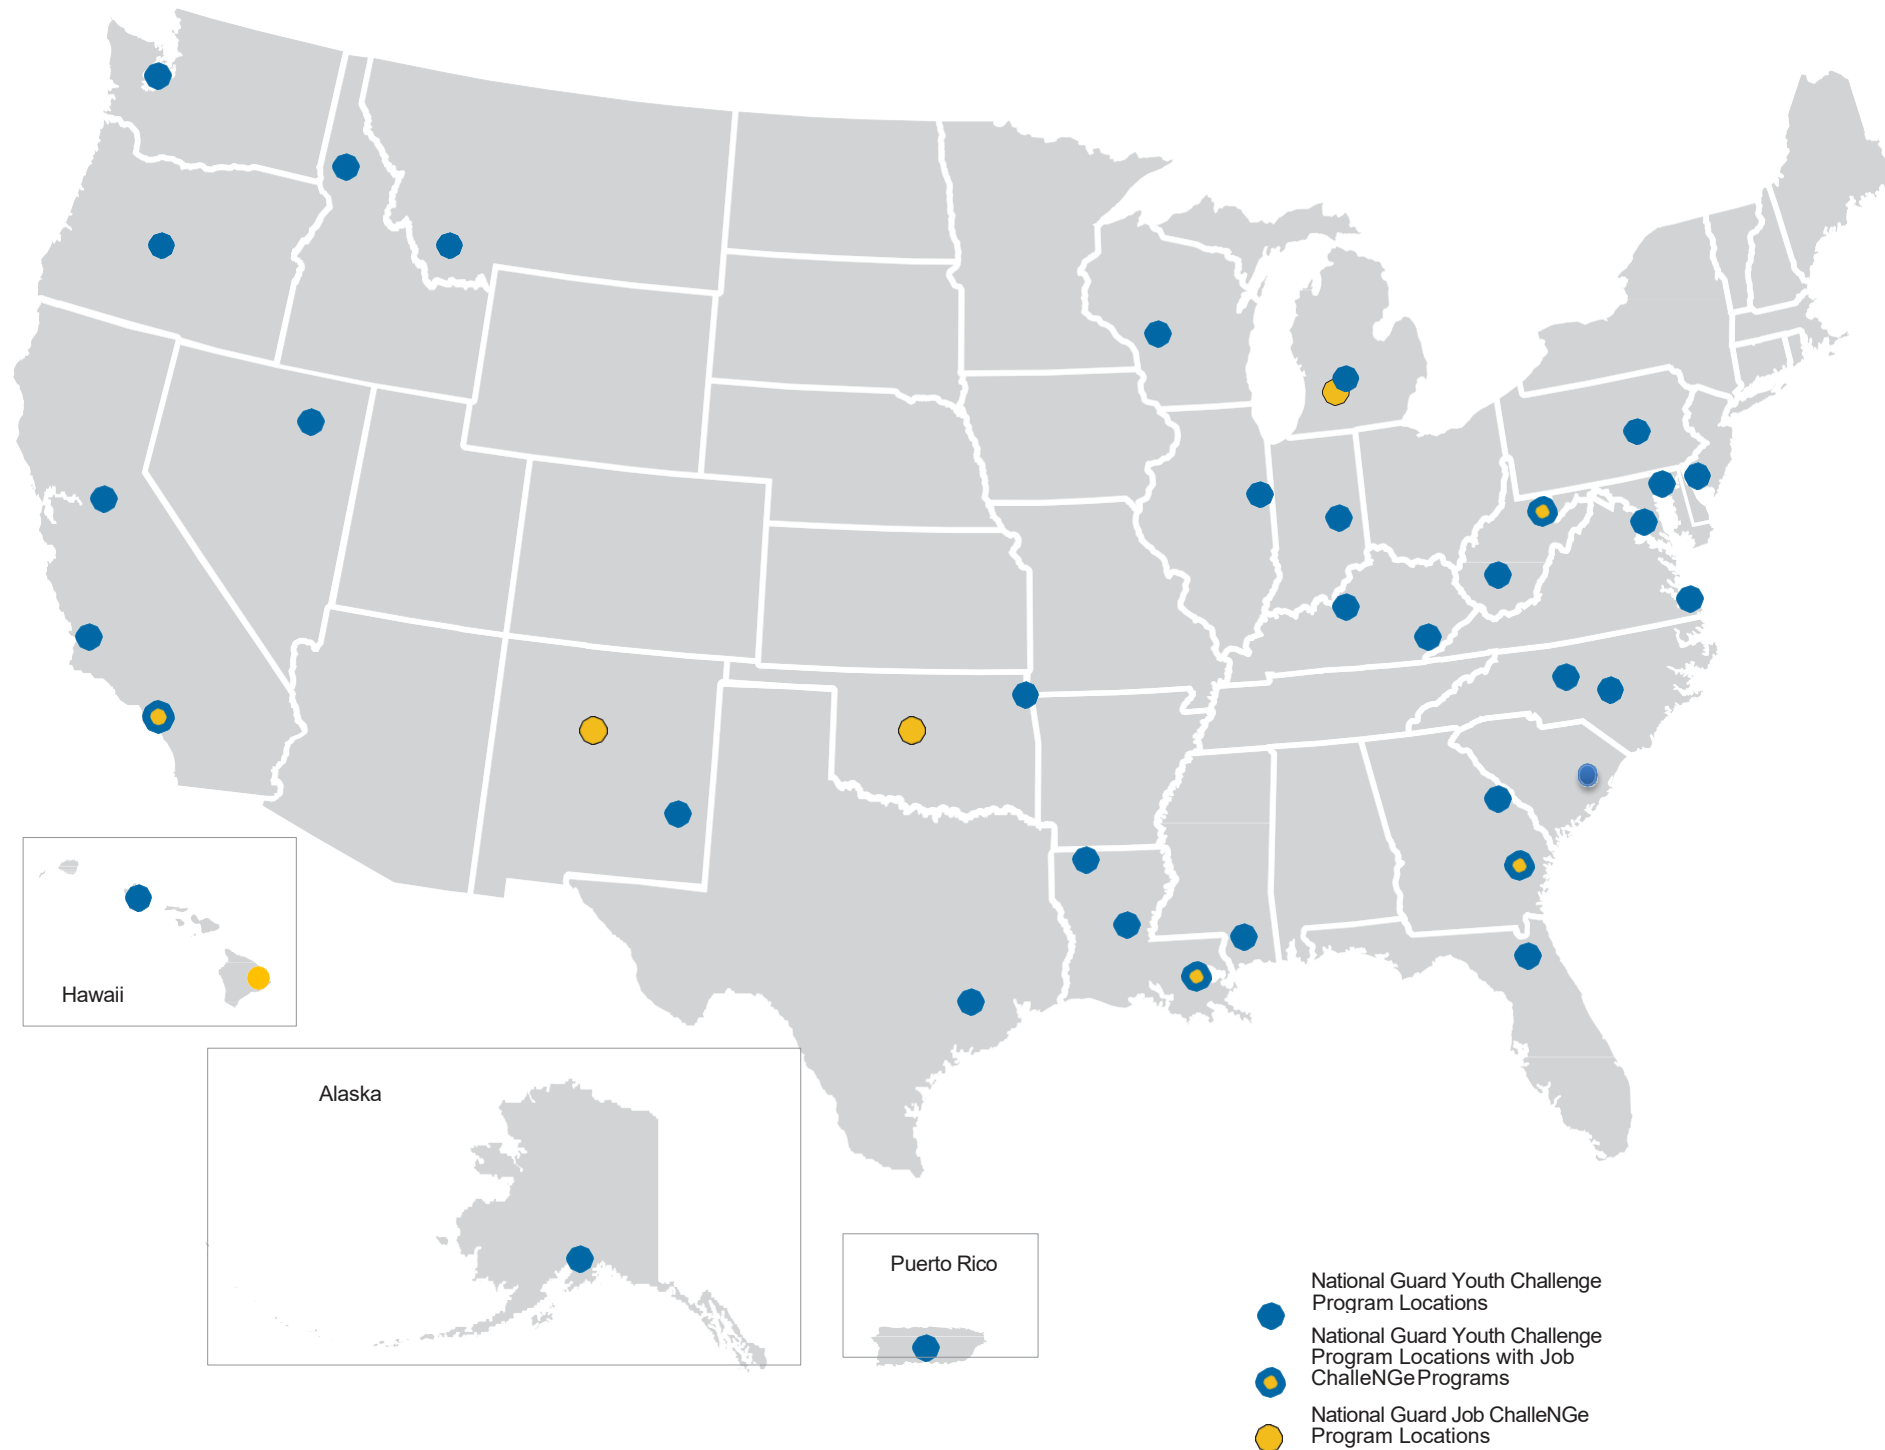 Hawaii
Alaska
Puerto Rico
National Guard Youth Challenge
Program Locations
National Guard Youth Challenge
Program Locations with Job
ChalleNGe Programs
National Guard Job ChalleNGe
Program Locations